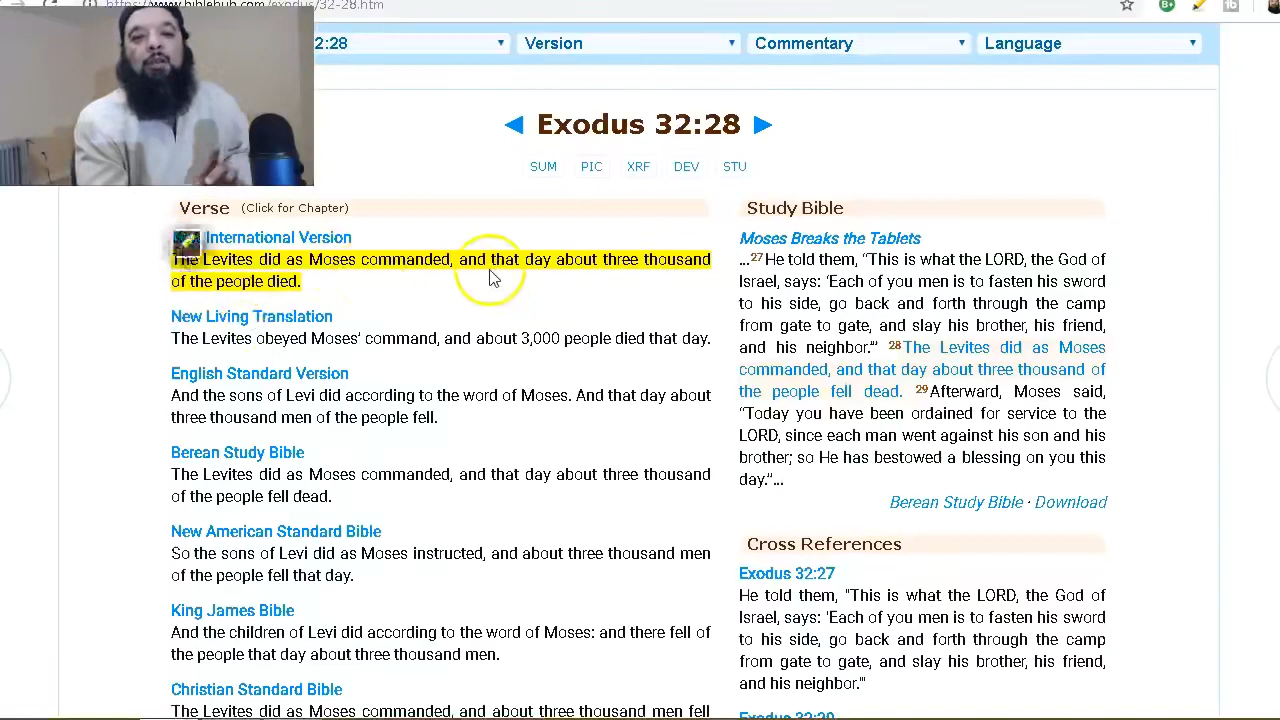 https://www.biblehub.com/exodus/32-28.htm
2:28
Version
Commentary
Language
Exodus 32:28
SUM PIC XRF DEV STU
Verse (Click for Chapter)
International Version
The Levites did as Moses commanded, and that day about three thousand
of the people died.
New Living Translation
The Levites obeyed Moses’ command, and about 3,000 people died that day.
English Standard Version
And the sons of Levi did according to the word of Moses. And that day about
three thousand men of the people fell.
Berean Study Bible
The Levites did as Moses commanded, and that day about three thousand
of the people fell dead.
New American Standard Bible
So the sons of Levi did as Moses instructed, and about three thousand men
of the people fell that day.
King James Bible
And the children of Levi did according to the word of Moses: and there fell of
the people that day about three thousand men.
Christian Standard Bible
The Levites did as Moses commanded, and about three thousand men fell
Study Bible
Moses Breaks the Tablets
...27He told them, “This is what the LORD, the God of
Israel, says: ‘Each of you men is to fasten his sword
to his side, go back and forth through the camp
from gate to gate, and slay his brother, his friend,
and his neighbor.’” 28The Levites did as Moses
commanded, and that day about three thousand of
the people fell dead. 29Afterward, Moses said,
“Today you have been ordained for service to the
LORD, since each man went against his son and his
brother; so He has bestowed a blessing on you this
day.”...
Berean Study Bible · Download
Cross References
Exodus 32:27
He told them, "This is what the LORD, the God of
Israel, says: 'Each of you men is to fasten his sword
to his side, go back and forth through the camp
from gate to gate, and slay his brother, his friend,
and his neighbor.'"